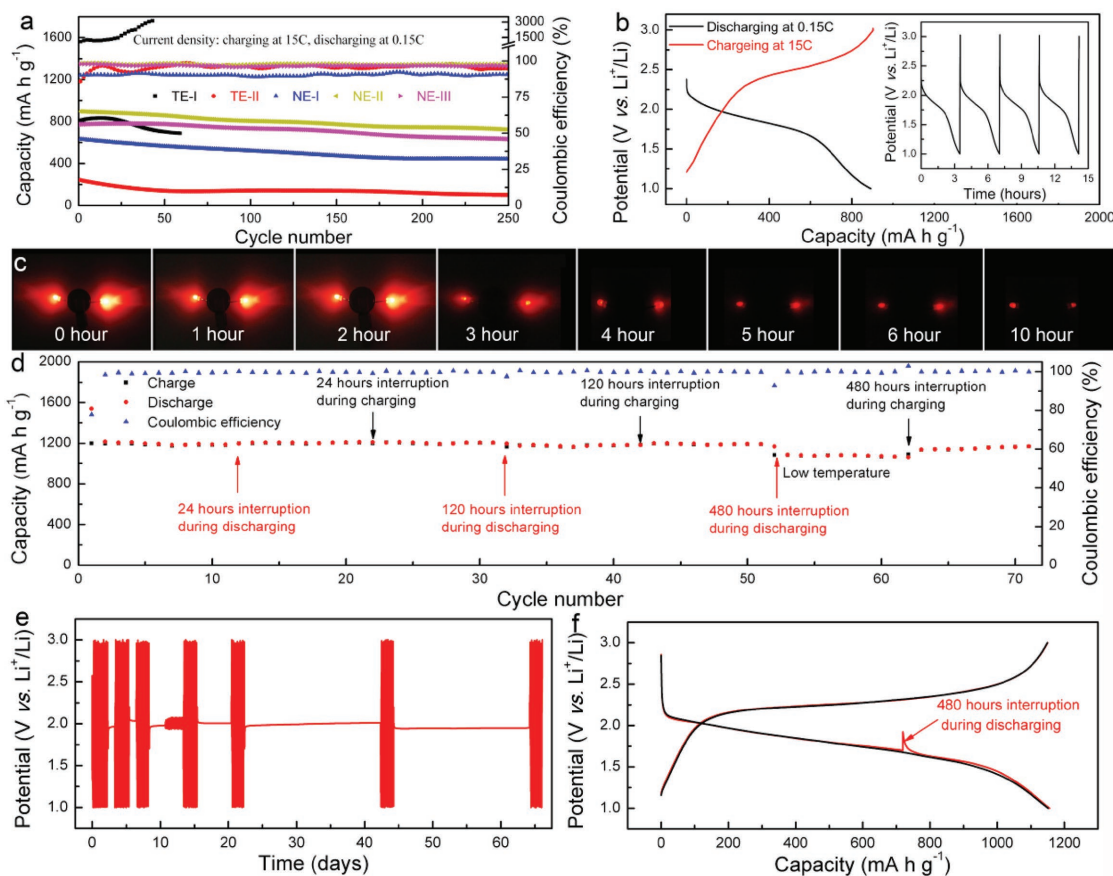 a
Current density: charging at 15C, discharging at 0.15C
TE-I TE-II NE-I NE-II NE-III
Capacity (mA h g⁻¹)
1600
1200
800
400
0
Coulombic efficiency (%)
3000
1500
100
75
50
25
0
0 50 100 150 200 250
Cycle number
b
Discharging at 0.15C
Chargeing at 15C
Potential (V vs. Li⁺/Li)
3.0
2.5
2.0
1.5
1.0
0 400 800 1200 1600 2000
Capacity (mA h g⁻¹)
Potential (V vs. Li⁺/Li)
3.0
2.5
2.0
1.5
1.0
0 3 6 9 12 15
Time (hours)
c
0 hour
1 hour
2 hour
3 hour
4 hour
5 hour
6 hour
10 hour
d
Charge
Discharge
Coulombic efficiency
24 hours interruption
during charging
120 hours interruption
during charging
480 hours interruption
during charging
24 hours interruption
during discharging
120 hours interruption
during discharging
480 hours interruption
during discharging
Low temperature
Capacity (mA h g⁻¹)
2000
1600
1200
800
400
0
Coulombic efficiency (%)
100
80
60
40
20
0
0 10 20 30 40 50 60 70
Cycle number
e
Potential (V vs. Li⁺/Li)
3.0
2.5
2.0
1.5
1.0
0 10 20 30 40 50 60
Time (days)
f
480 hours interruption
during discharging
Potential (V vs. Li⁺/Li)
3.0
2.5
2.0
1.5
1.0
0 200 400 600 800 1000 1200
Capacity (mA h g⁻¹)